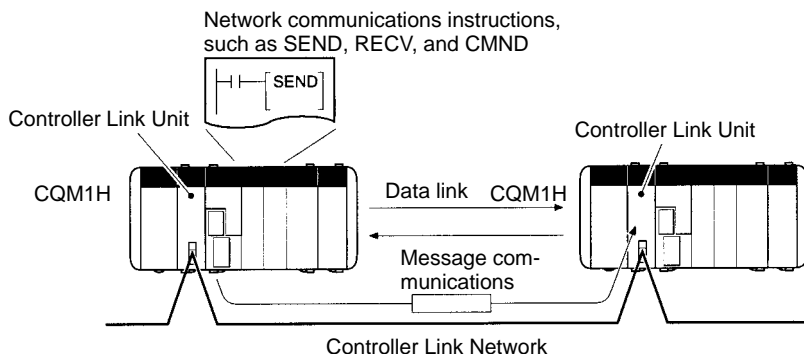 Network communications instructions,
such as SEND, RECV, and CMND
SEND
Controller Link Unit
Controller Link Unit
CQM1H
Data link
CQM1H
Message com-
munications
Controller Link Network